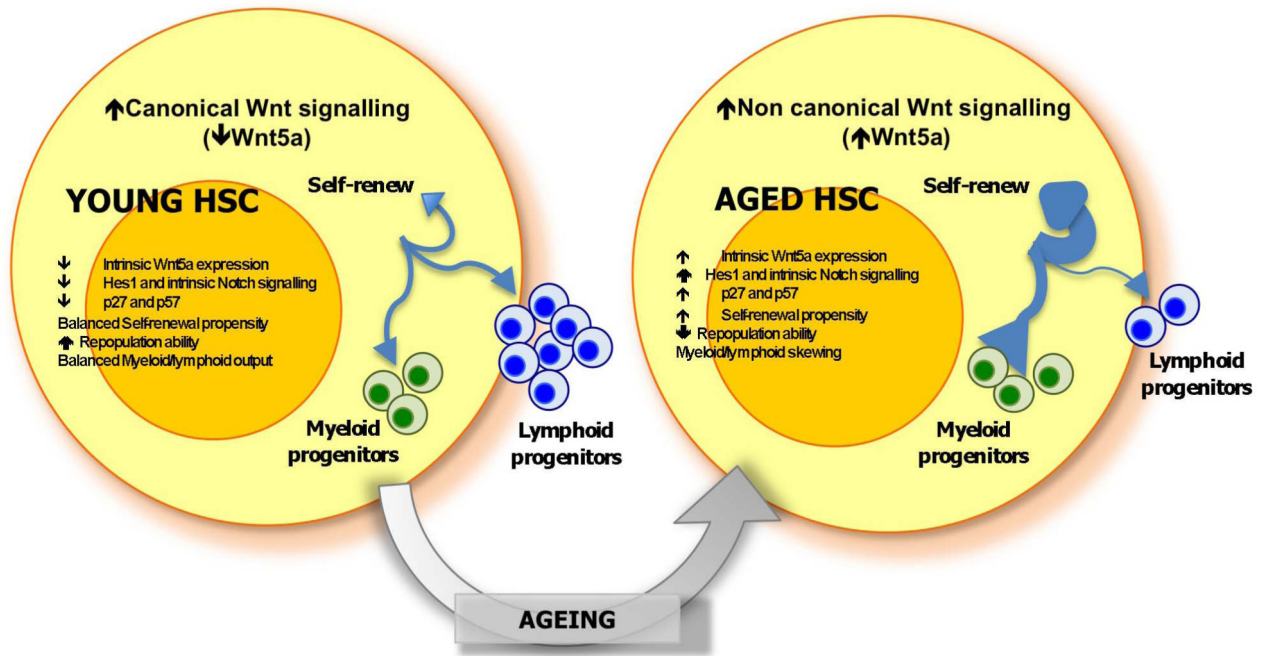 ↑Canonical Wnt signalling
(↓Wnt5a)
Self-renew
YOUNG HSC
↓ Intrinsic Wnt5a expression
↓ Hes1 and intrinsic Notch signalling
↓ p27 and p57
Balanced Self-renewal propensity
↑ Repopulation ability
Balanced Myeloid/lymphoid output
Myeloid
progenitors
Lymphoid
progenitors
↑Non canonical Wnt signalling
(↑Wnt5a)
Self-renew
AGED HSC
↑ Intrinsic Wnt5a expression
↑ Hes1 and intrinsic Notch signalling
↑ p27 and p57
↑ Self-renewal propensity
↓ Repopulation ability
Myeloid/lymphoid skewing
Lymphoid
progenitors
Myeloid
progenitors
AGEING